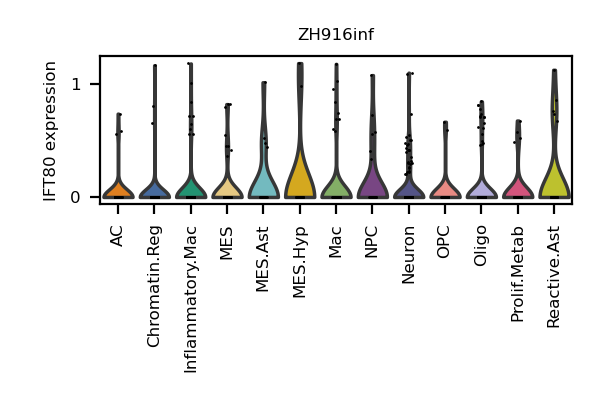 ZH916inf
IFT80 expression
1
0
AC
Chromatin.Reg
Inflammatory.Mac
MES
MES.Ast
MES.Hyp
Mac
NPC
Neuron
OPC
Oligo
Prolif.Metab
Reactive.Ast